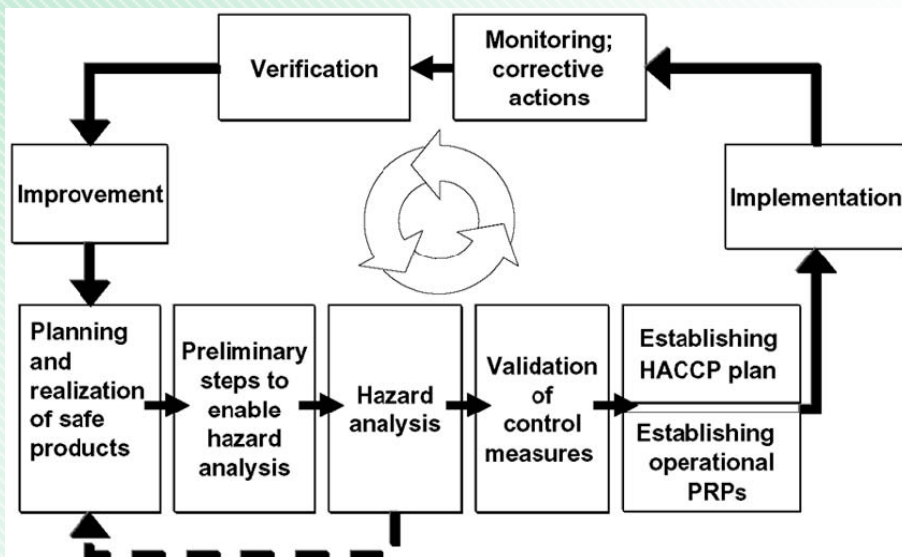 Verification
Monitoring;
corrective
actions
Improvement
Implementation
Planning
and
realization
of safe
products
Preliminary
steps to
enable
hazard
analysis
Hazard
analysis
Validation
of
control
measures
Establishing
HACCP plan
Establishing
operational
PRPs